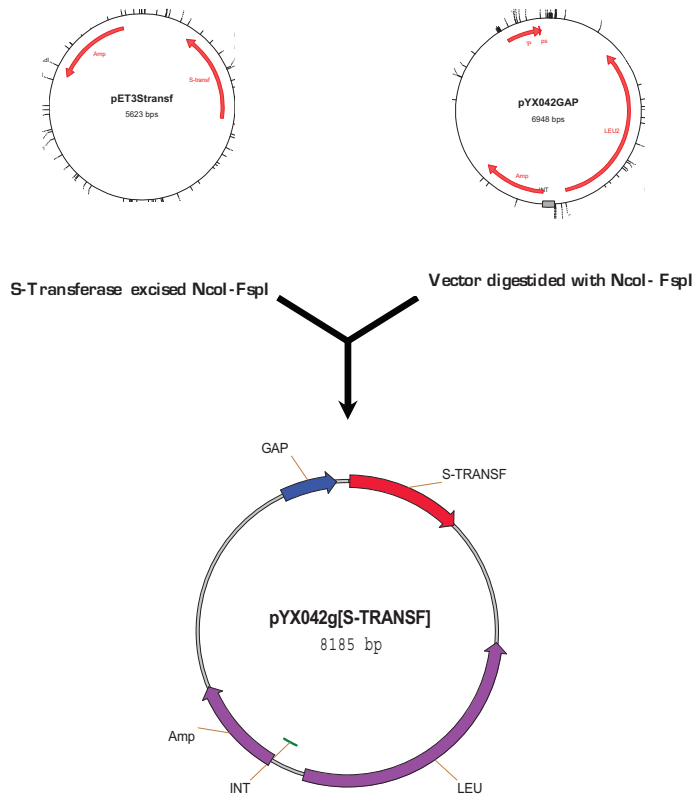 Amp
S-transf
pET3Stransf
5623 bps
'P ps
pYX042GAP
6948 bps
LEU2
Amp
INT
S-Transferase excised NcoI-FspI
Vector digestided with NcoI- FspI
GAP
S-TRANSF
pYX042g[S-TRANSF]
8185 bp
Amp
INT
LEU